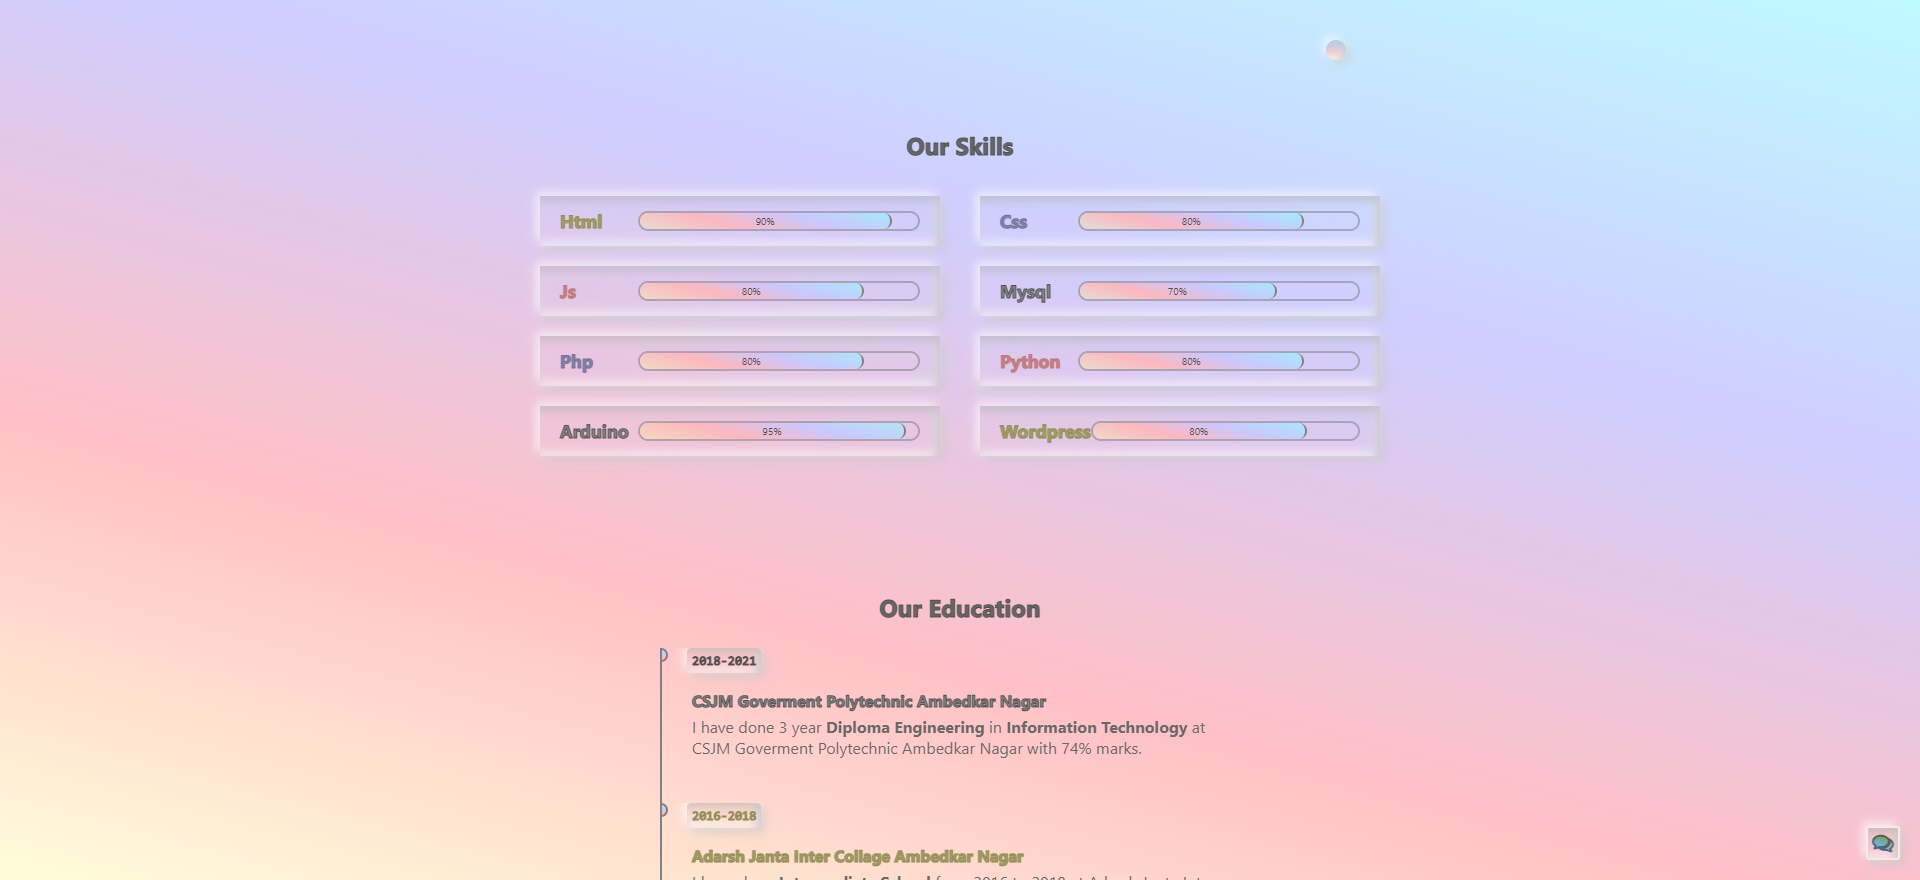 Our Skills
Html 90%
Css 80%
Js 80%
Mysql 70%
Php 80%
Python 80%
Arduino 95%
Wordpress 80%
Our Education
2018-2021
CSJM Goverment Polytechnic Ambedkar Nagar
I have done 3 year Diploma Engineering in Information Technology at
CSJM Goverment Polytechnic Ambedkar Nagar with 74% marks.
2016-2018
Adarsh Janta Inter Collage Ambedkar Nagar